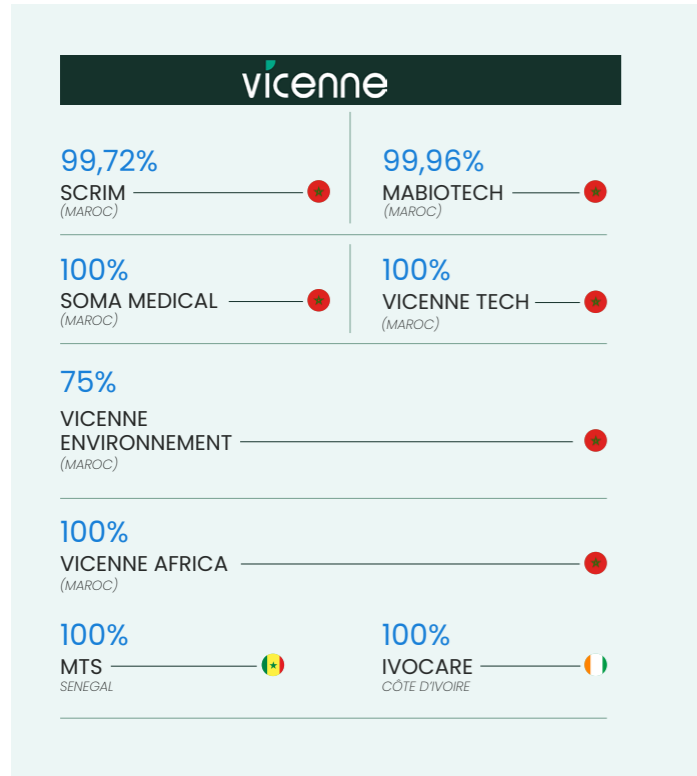 vicenne
99,72%
SCRIM
(MAROC)
99,96%
MABIOTECH
(MAROC)
100%
SOMA MEDICAL
(MAROC)
100%
VICENNE TECH
(MAROC)
75%
VICENNE
ENVIRONNEMENT
(MAROC)
100%
VICENNE AFRICA
(MAROC)
100%
MTS
SENEGAL
100%
IVOCARE
CÔTE D'IVOIRE